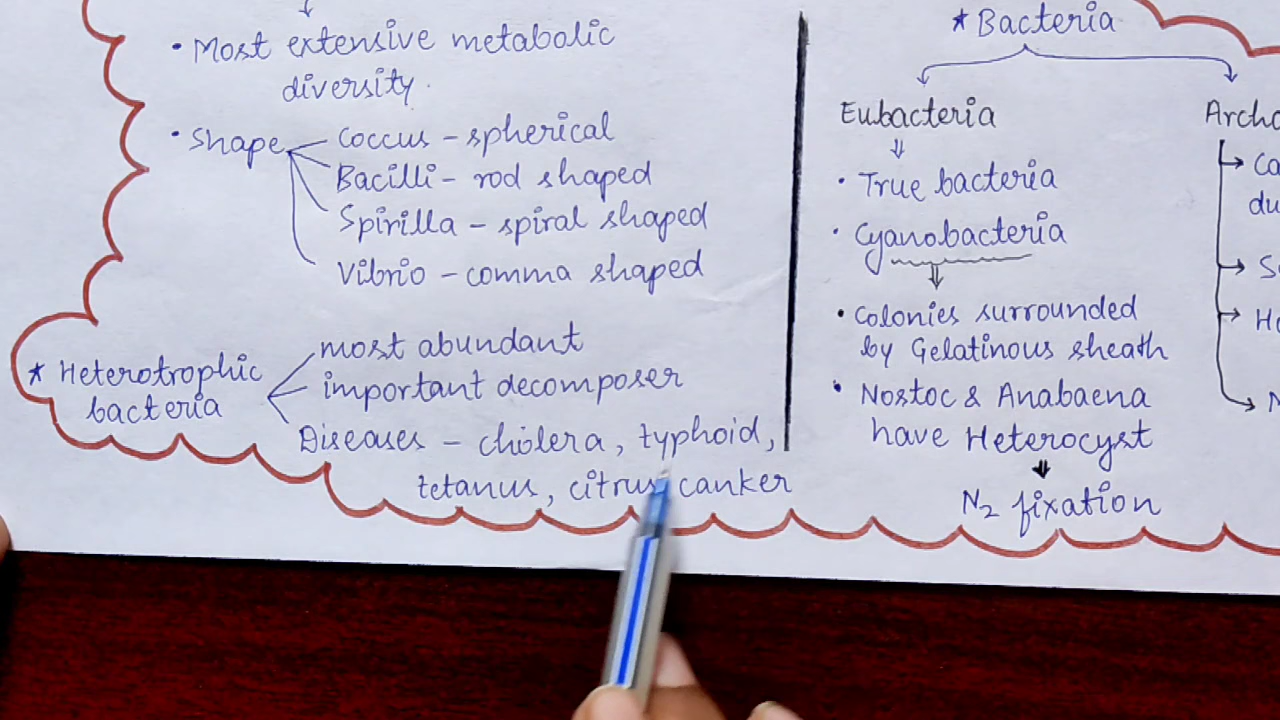 • Most extensive metabolic
diversity.
• Shape
Coccus - spherical
Bacilli - rod shaped
Spirilla - spiral shaped
Vibrio - comma shaped
* Heterotrophic
bacteria
most abundant
important decomposer
Diseases - cholera, typhoid,
tetanus, citrus canker
* Bacteria
Eubacteria
• True bacteria
• Cyanobacteria
• Colonies surrounded
by Gelatinous sheath
• Nostoc & Anabaena
have Heterocyst
N2 fixation